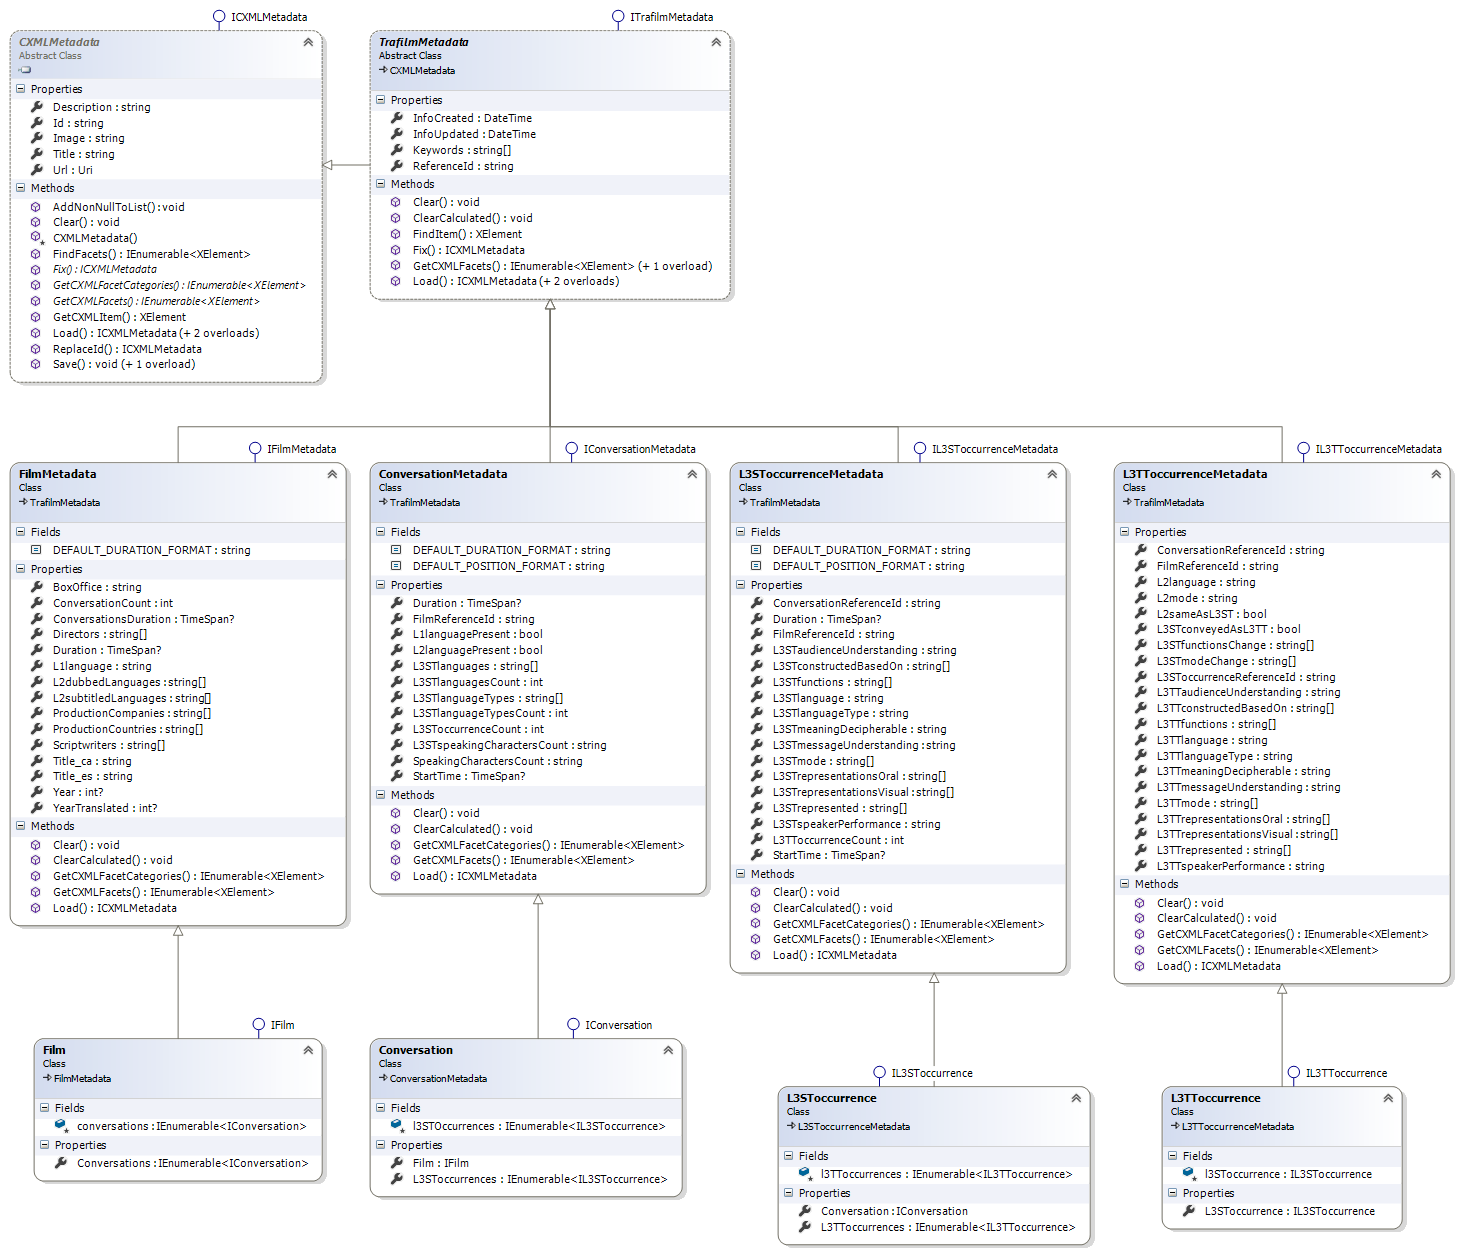 ICXMLMetadata
CXMLMetadata
Abstract Class
Properties
Description : string
Id : string
Image : string
Title : string
Url : Uri
Methods
AddNonNullToList() : void
Clear() : void
CXMLMetadata()
FindFacets() : IEnumerable<XElement>
Fix() : ICXMLMetadata
GetCXMLFacetCategories() : IEnumerable<XElement>
GetCXMLFacets() : IEnumerable<XElement>
GetCXMLItem() : XElement
Load() : ICXMLMetadata (+ 2 overloads)
ReplaceId() : ICXMLMetadata
Save() : void (+ 1 overload)
ITrafilmMetadata
TrafilmMetadata
Abstract Class
CXMLMetadata
Properties
InfoCreated : DateTime
InfoUpdated : DateTime
Keywords : string[]
ReferenceId : string
Methods
Clear() : void
ClearCalculated() : void
FindItem() : XElement
Fix() : ICXMLMetadata
GetCXMLFacets() : IEnumerable<XElement> (+ 1 overload)
Load() : ICXMLMetadata (+ 2 overloads)
IFilmMetadata
FilmMetadata
Class
TrafilmMetadata
Fields
DEFAULT_DURATION_FORMAT : string
Properties
BoxOffice : string
ConversationCount : int
ConversationsDuration : TimeSpan?
Directors : string[]
Duration : TimeSpan?
L1language : string
L2dubbedLanguages : string[]
L2subtitledLanguages : string[]
ProductionCompanies : string[]
ProductionCountries : string[]
Scriptwriters : string[]
Title_ca : string
Title_es : string
Year : int?
YearTranslated : int?
Methods
Clear() : void
ClearCalculated() : void
GetCXMLFacetCategories() : IEnumerable<XElement>
GetCXMLFacets() : IEnumerable<XElement>
Load() : ICXMLMetadata
IConversationMetadata
ConversationMetadata
Class
TrafilmMetadata
Fields
DEFAULT_DURATION_FORMAT : string
DEFAULT_POSITION_FORMAT : string
Properties
Duration : TimeSpan?
FilmReferenceId : string
L1languagePresent : bool
L2languagePresent : bool
L3STlanguages : string[]
L3STlanguagesCount : int
L3STlanguageTypes : string[]
L3STlanguageTypesCount : int
L3SToccurrenceCount : int
L3STspeakingCharactersCount : string
SpeakingCharactersCount : string
StartTime : TimeSpan?
Methods
Clear() : void
ClearCalculated() : void
GetCXMLFacetCategories() : IEnumerable<XElement>
GetCXMLFacets() : IEnumerable<XElement>
Load() : ICXMLMetadata
IL3SToccurrenceMetadata
L3SToccurrenceMetadata
Class
TrafilmMetadata
Fields
DEFAULT_DURATION_FORMAT : string
DEFAULT_POSITION_FORMAT : string
Properties
ConversationReferenceId : string
Duration : TimeSpan?
FilmReferenceId : string
L3STaudienceUnderstanding : string
L3STconstructedBasedOn : string[]
L3STfunctions : string[]
L3STlanguage : string
L3STlanguageType : string
L3STmeaningDecipherable : string
L3STmessageUnderstanding : string
L3STmode : string[]
L3STrepresentationsOral : string[]
L3STrepresentationsVisual : string[]
L3STrepresented : string[]
L3STspeakerPerformance : string
L3TToccurrenceCount : int
StartTime : TimeSpan?
Methods
Clear() : void
ClearCalculated() : void
GetCXMLFacetCategories() : IEnumerable<XElement>
GetCXMLFacets() : IEnumerable<XElement>
Load() : ICXMLMetadata
IL3TToccurrenceMetadata
L3TToccurrenceMetadata
Class
TrafilmMetadata
Properties
ConversationReferenceId : string
FilmReferenceId : string
L2language : string
L2mode : string
L2sameAsL3ST : bool
L3STconveyedAsL3TT : bool
L3STfunctionsChange : string[]
L3STmodeChange : string[]
L3SToccurrenceReferenceId : string
L3TTaudienceUnderstanding : string
L3TTconstructedBasedOn : string[]
L3TTfunctions : string[]
L3TTlanguage : string
L3TTlanguageType : string
L3TTmeaningDecipherable : string
L3TTmessageUnderstanding : string
L3TTmode : string[]
L3TTrepresentationsOral : string[]
L3TTrepresentationsVisual : string[]
L3TTrepresented : string[]
L3TTspeakerPerformance : string
Methods
Clear() : void
ClearCalculated() : void
GetCXMLFacetCategories() : IEnumerable<XElement>
GetCXMLFacets() : IEnumerable<XElement>
Load() : ICXMLMetadata
IFilm
Film
Class
FilmMetadata
Fields
conversations : IEnumerable<IConversation>
Properties
Conversations : IEnumerable<IConversation>
IConversation
Conversation
Class
ConversationMetadata
Fields
l3STOccurrences : IEnumerable<IL3SToccurrence>
Properties
Film : IFilm
L3SToccurrences : IEnumerable<IL3SToccurrence>
IL3SToccurrence
L3SToccurrence
Class
L3SToccurrenceMetadata
Fields
l3TToccurrences : IEnumerable<IL3TToccurrence>
Properties
Conversation : IConversation
L3TToccurrences : IEnumerable<IL3TToccurrence>
IL3TToccurrence
L3TToccurrence
Class
L3TToccurrenceMetadata
Fields
l3SToccurrence : IL3SToccurrence
Properties
L3SToccurrence : IL3SToccurrence